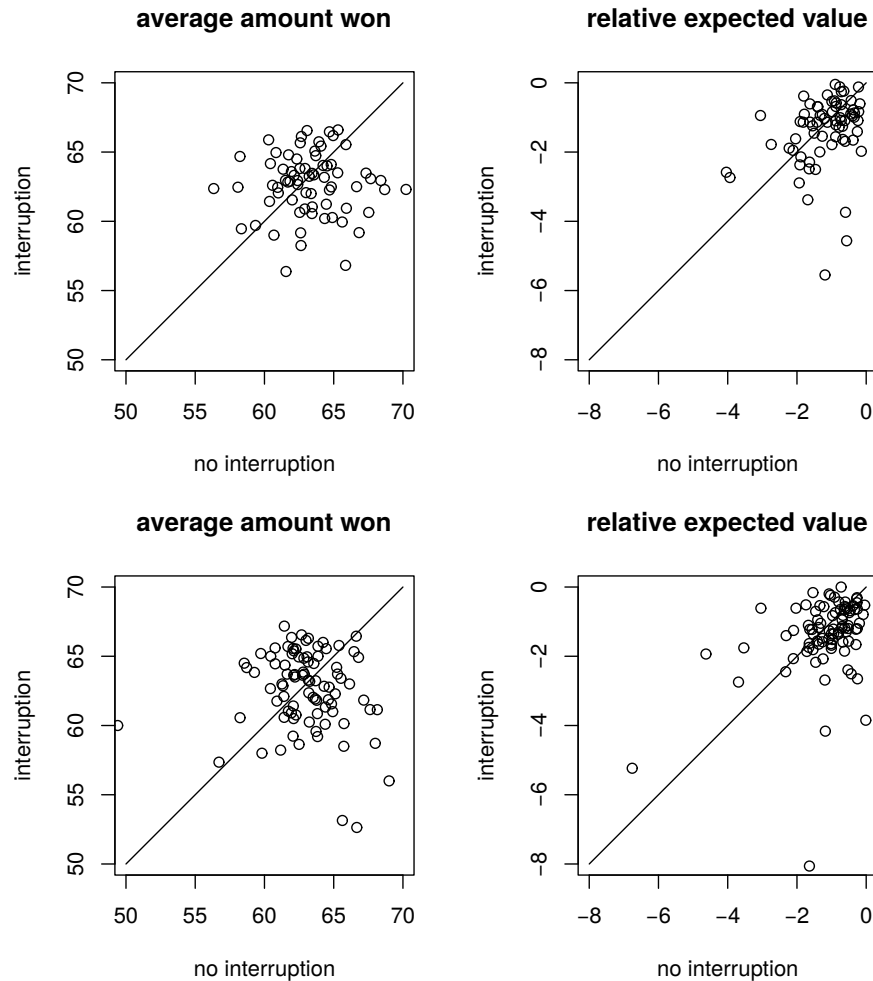 average amount won
relative expected value
70
65
60
55
50
interruption
50 55 60 65 70
no interruption
0
−2
−4
−6
−8
interruption
−8 −6 −4 −2 0
no interruption
average amount won
relative expected value
70
65
60
55
50
interruption
50 55 60 65 70
no interruption
0
−2
−4
−6
−8
interruption
−8 −6 −4 −2 0
no interruption